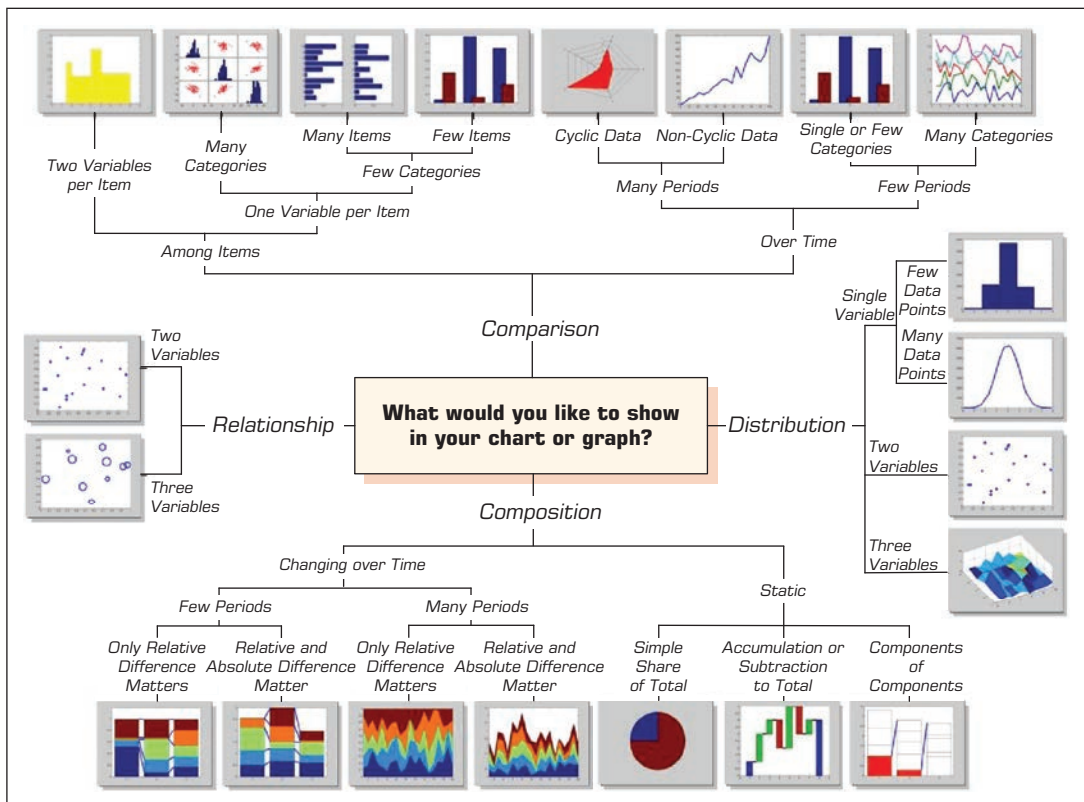 Two Variables
per Item
Many
Categories
Many Items
Few Items
Few Categories
One Variable per Item
Among Items
Cyclic Data
Non-Cyclic Data
Many Periods
Single or Few
Categories
Many Categories
Few Periods
Over Time
Comparison
Two
Variables
Three
Variables
Relationship
What would you like to show
in your chart or graph?
Distribution
Single
Variable
Few
Data
Points
Many
Data
Points
Two
Variables
Three
Variables
Composition
Changing over Time
Few Periods
Many Periods
Only Relative
Difference
Matters
Relative and
Absolute Difference
Matter
Only Relative
Difference
Matters
Relative and
Absolute Difference
Matter
Static
Simple
Share
of Total
Accumulation or
Subtraction
to Total
Components
of
Components